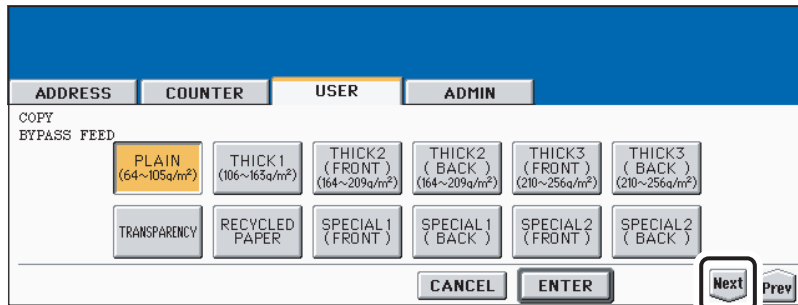 ADDRESS COUNTER USER ADMIN
COPY
BYPASS FEED
PLAIN
(64~105g/m²)
THICK1
(106~163g/m²)
THICK2
(FRONT)
(164~209g/m²)
THICK2
( BACK )
(164~209g/m²)
THICK3
(FRONT)
(210~256g/m²)
THICK3
( BACK )
(210~256g/m²)
TRANSPARENCY
RECYCLED
PAPER
SPECIAL1
(FRONT)
SPECIAL1
( BACK )
SPECIAL2
(FRONT)
SPECIAL2
( BACK )
CANCEL ENTER Next Prev